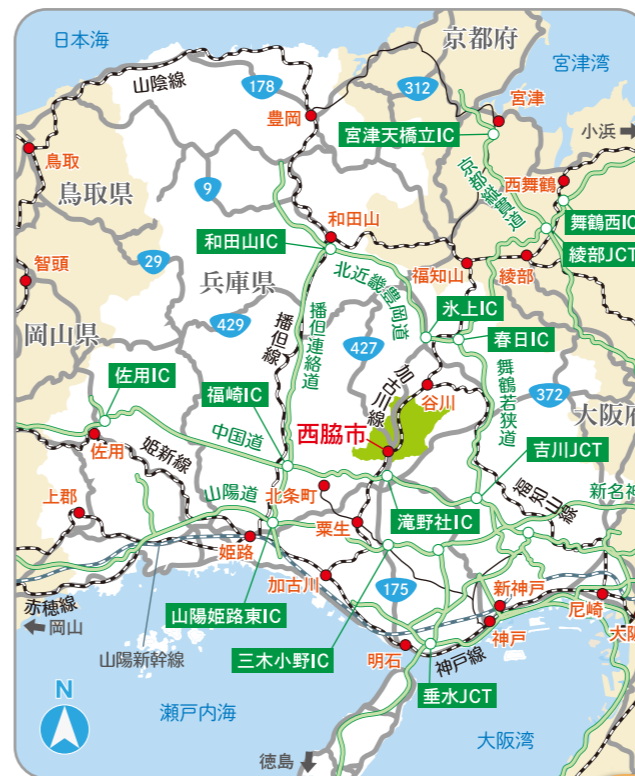 日本海
京都府
宮津湾
山陰線
178
312
豊岡
宮津
宮津天橋立IC
小浜
鳥取
鳥取県
9
京都縦貫道
西舞鶴
舞鶴西IC
和田山
和田山IC
綾部JCT
29
智頭
兵庫県
北近畿豊岡道
福知山
綾部
氷上IC
岡山県
429
播但線
播但連絡道
427
加古川線
春日IC
佐用IC
福崎IC
谷川
舞鶴若狭道
372
大阪府
中国道
西脇市
吉川JCT
佐用
姫新線
上郡
山陽道
北条町
滝野社IC
福知山線
新名神
粟生
姫路
加古川
175
新神戸
尼崎
赤穂線
岡山
山陽姫路東IC
大阪
神戸
山陽新幹線
三木小野IC
明石
神戸線
垂水JCT
N
瀬戸内海
大阪湾
徳島